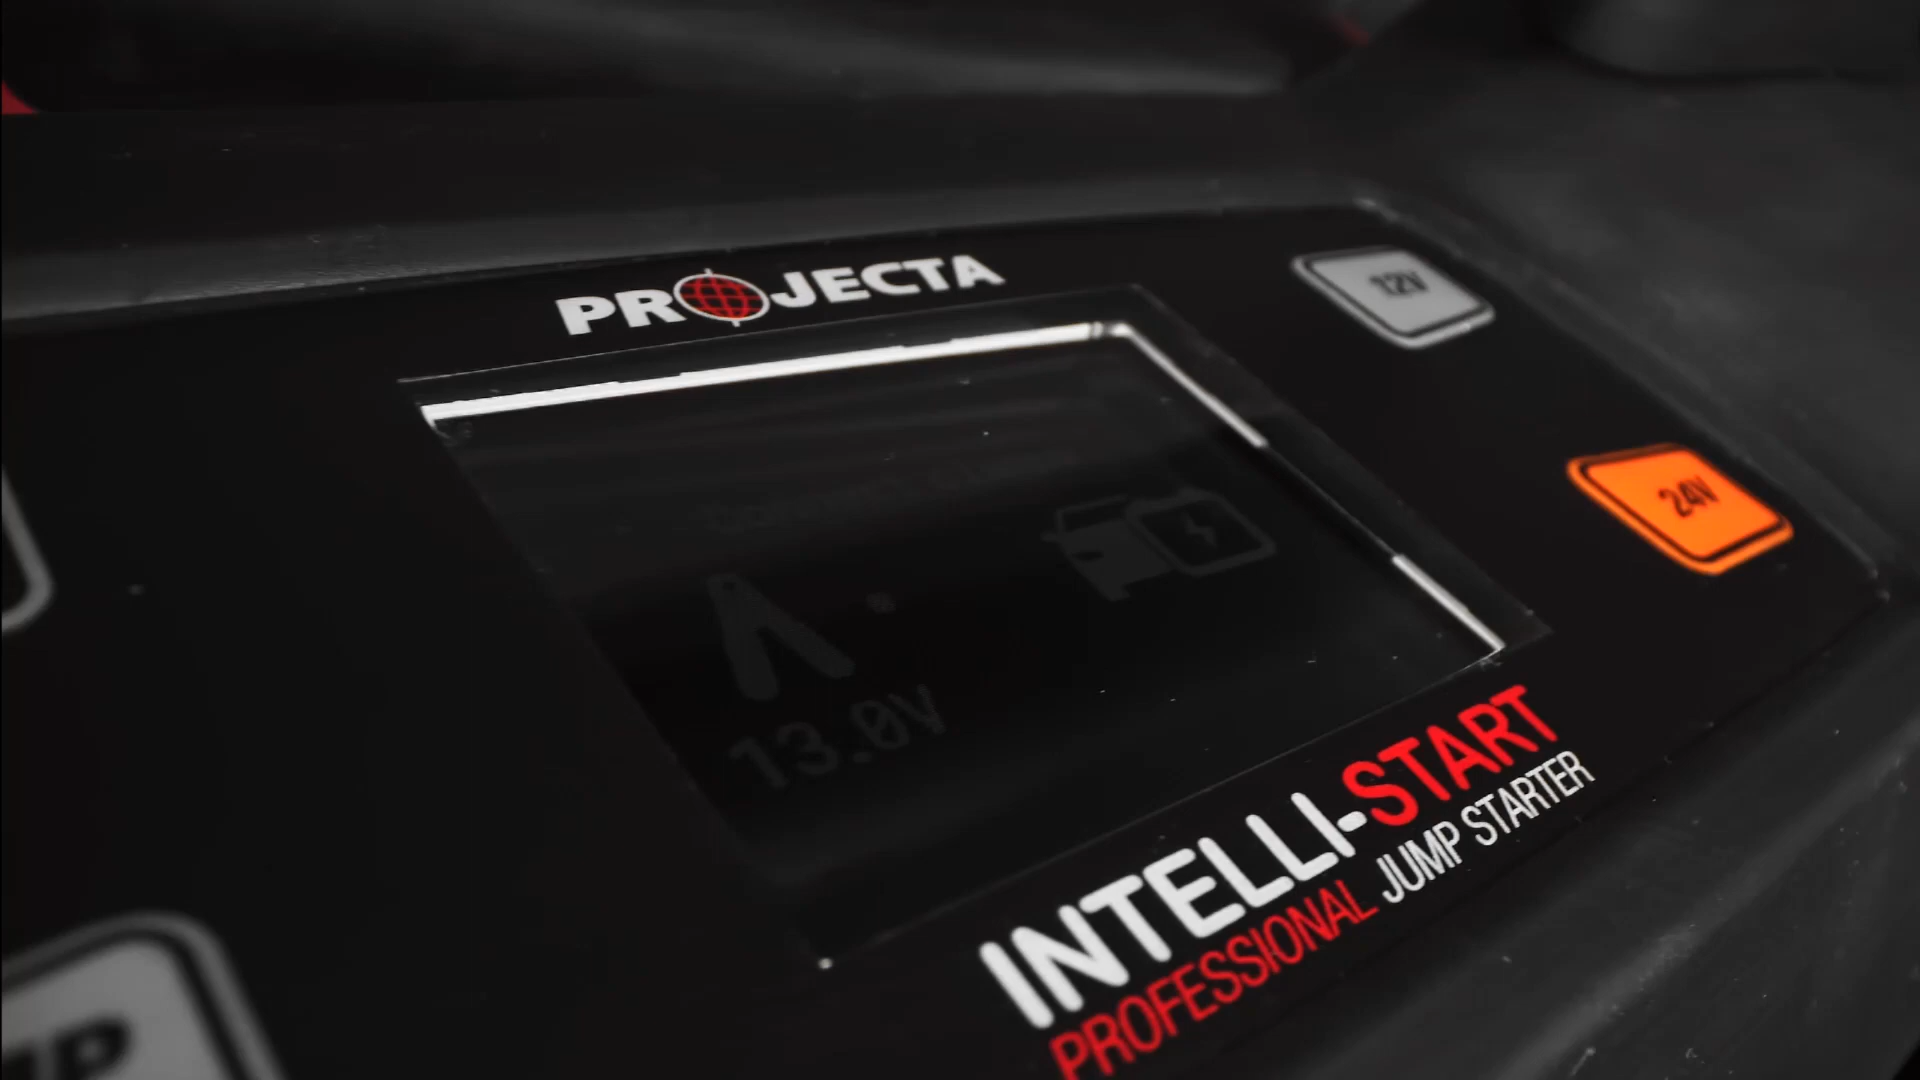 PROJECTA
12V
24V
13.0V
INTELLI-START
PROFESSIONAL JUMP STARTER